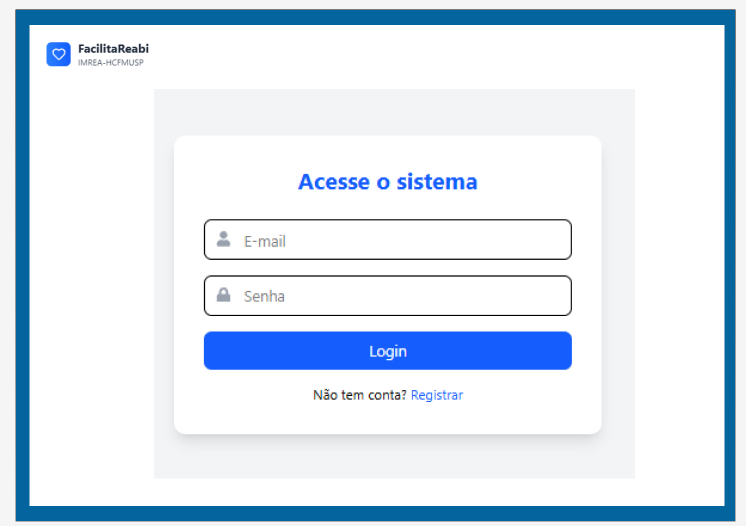 FacilitaReabi
IMREA-HCFMUSP
Acesse o sistema
E-mail
Senha
Login
Não tem conta? Registrar